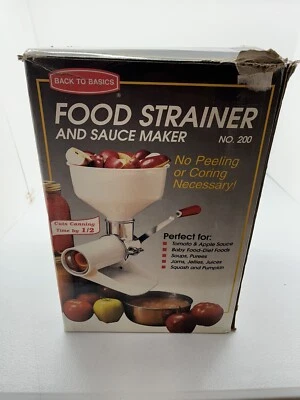 BACK TO BASICS
FOOD STRAINER
AND SAUCE MAKER
NO. 200
No Peeling
or Coring
Necessary!
Cuts Canning
Time by 1/2
Perfect for:
Tomato & Apple Sauce
Baby Food-Diet Foods
Soups, Purees
Jams, Jellies, Juices
Squash and Pumpkin